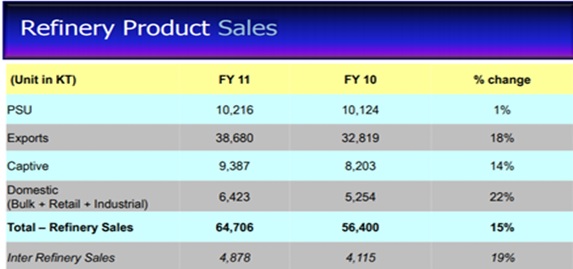 Refinery Product Sales
(Unit in KT) FY 11 FY 10 % change
PSU 10,216 10,124 1%
Exports 38,680 32,819 18%
Captive 9,387 8,203 14%
Domestic
(Bulk + Retail + Industrial) 6,423 5,254 22%
Total – Refinery Sales 64,706 56,400 15%
Inter Refinery Sales 4,878 4,115 19%